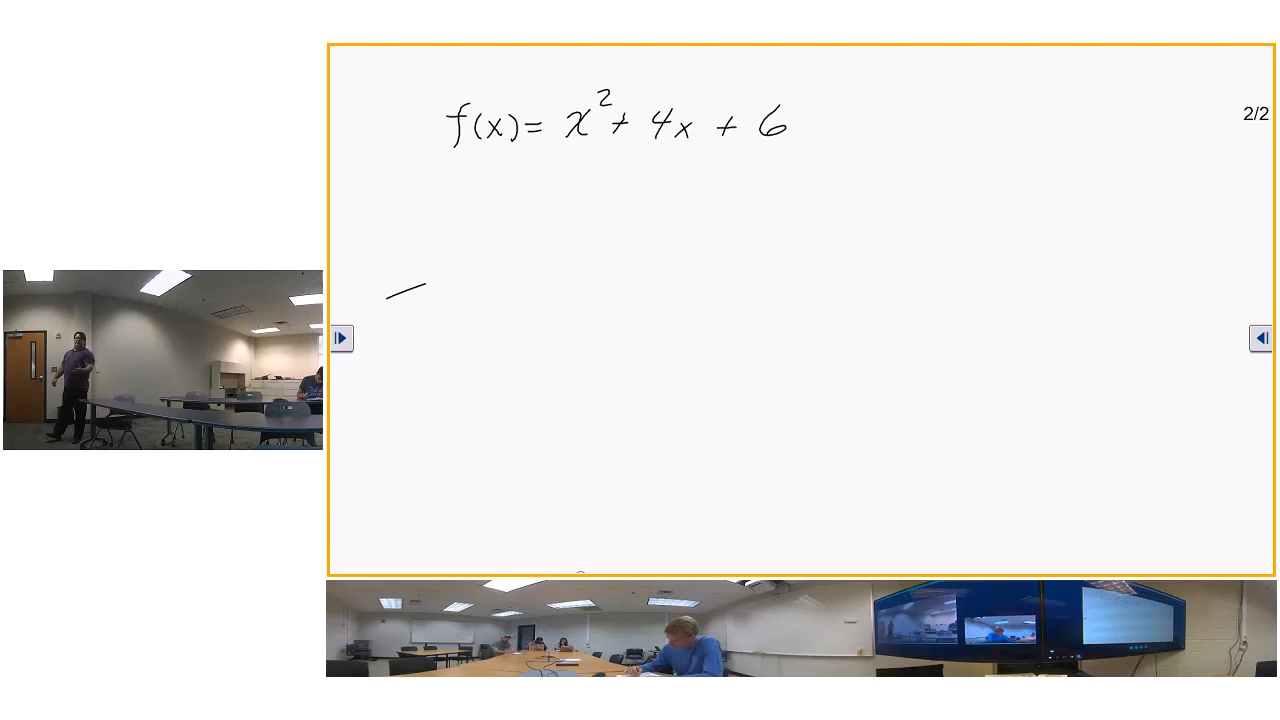 f(x) = x² + 4x + 6
2/2